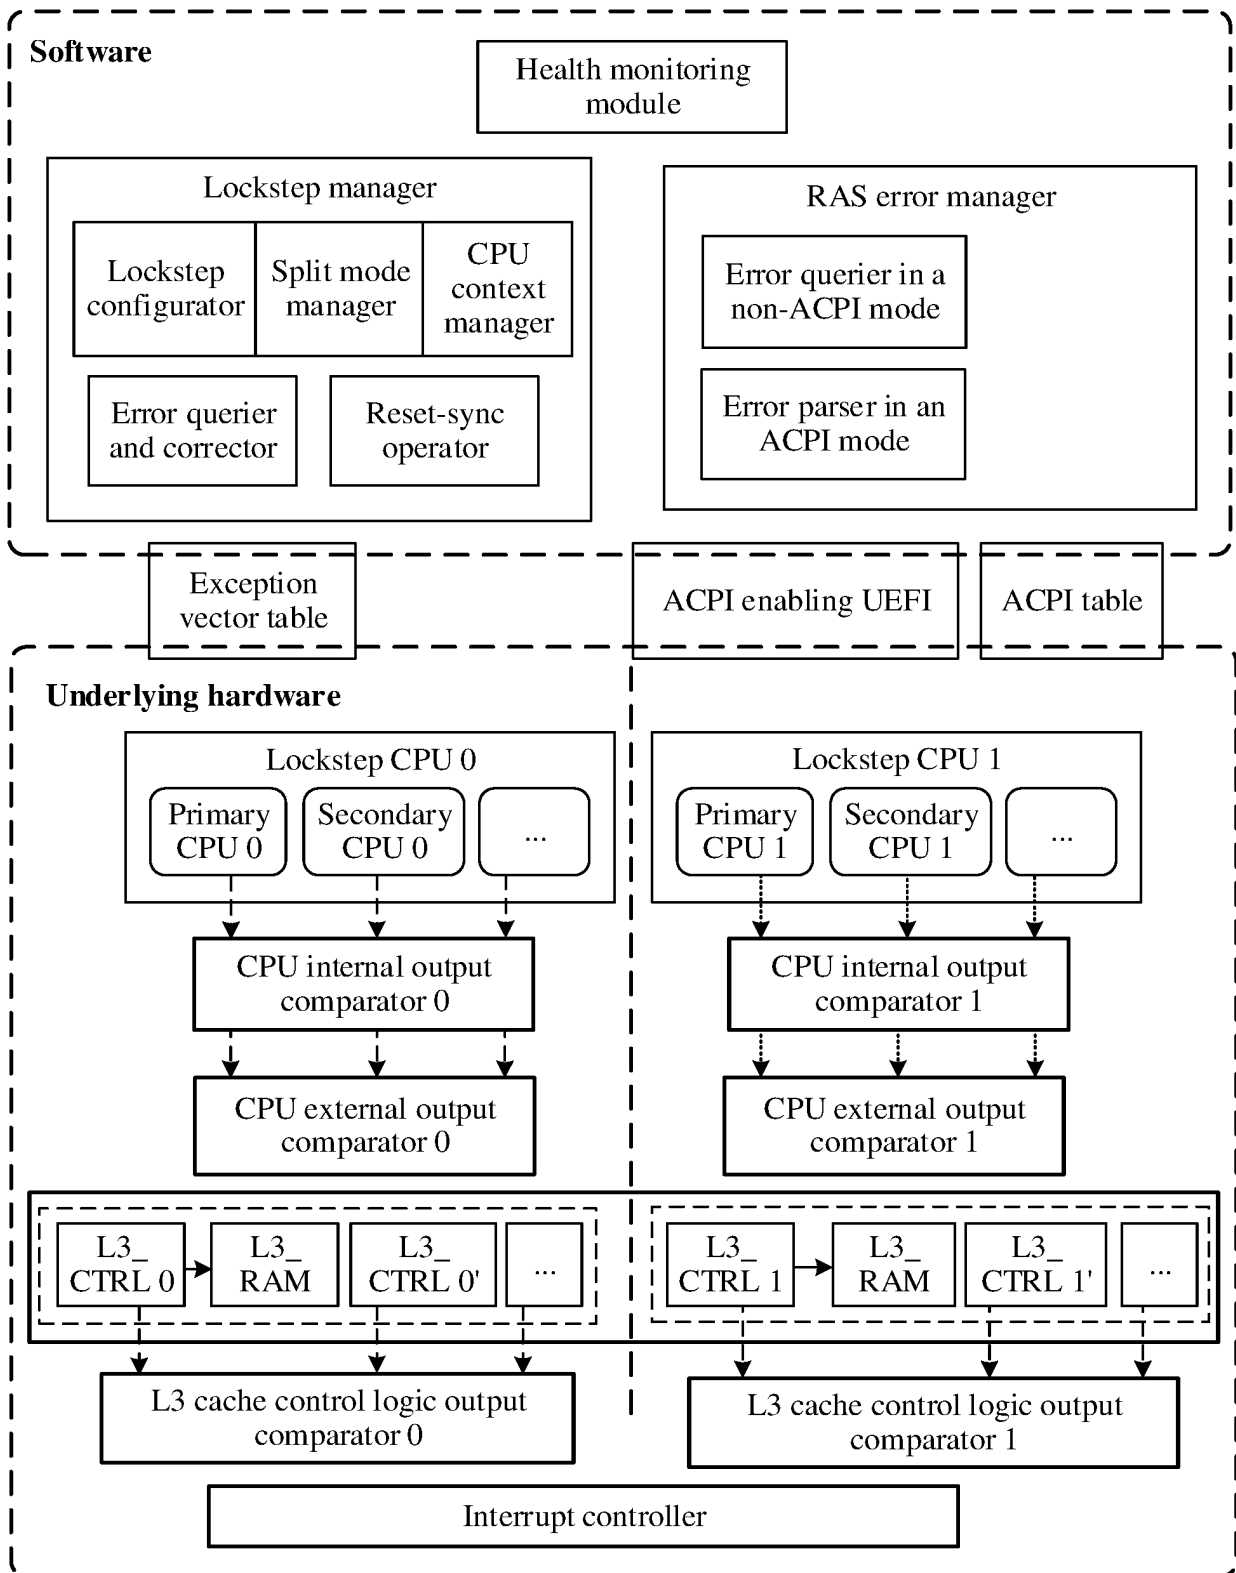 Software
Health monitoring
module
Lockstep manager
Lockstep
configurator
Split mode
manager
CPU
context
manager
Error querier
and corrector
Reset-sync
operator
RAS error manager
Error querier in a
non-ACPI mode
Error parser in an
ACPI mode
Exception
vector table
ACPI enabling UEFI
ACPI table
Underlying hardware
Lockstep CPU 0
Primary
CPU 0
Secondary
CPU 0
...
Lockstep CPU 1
Primary
CPU 1
Secondary
CPU 1
...
CPU internal output
comparator 0
CPU internal output
comparator 1
CPU external output
comparator 0
CPU external output
comparator 1
L3_
CTRL 0
L3_
RAM
L3_
CTRL 0'
...
L3_
CTRL 1
L3_
RAM
L3_
CTRL 1'
...
L3 cache control logic output
comparator 0
L3 cache control logic output
comparator 1
Interrupt controller